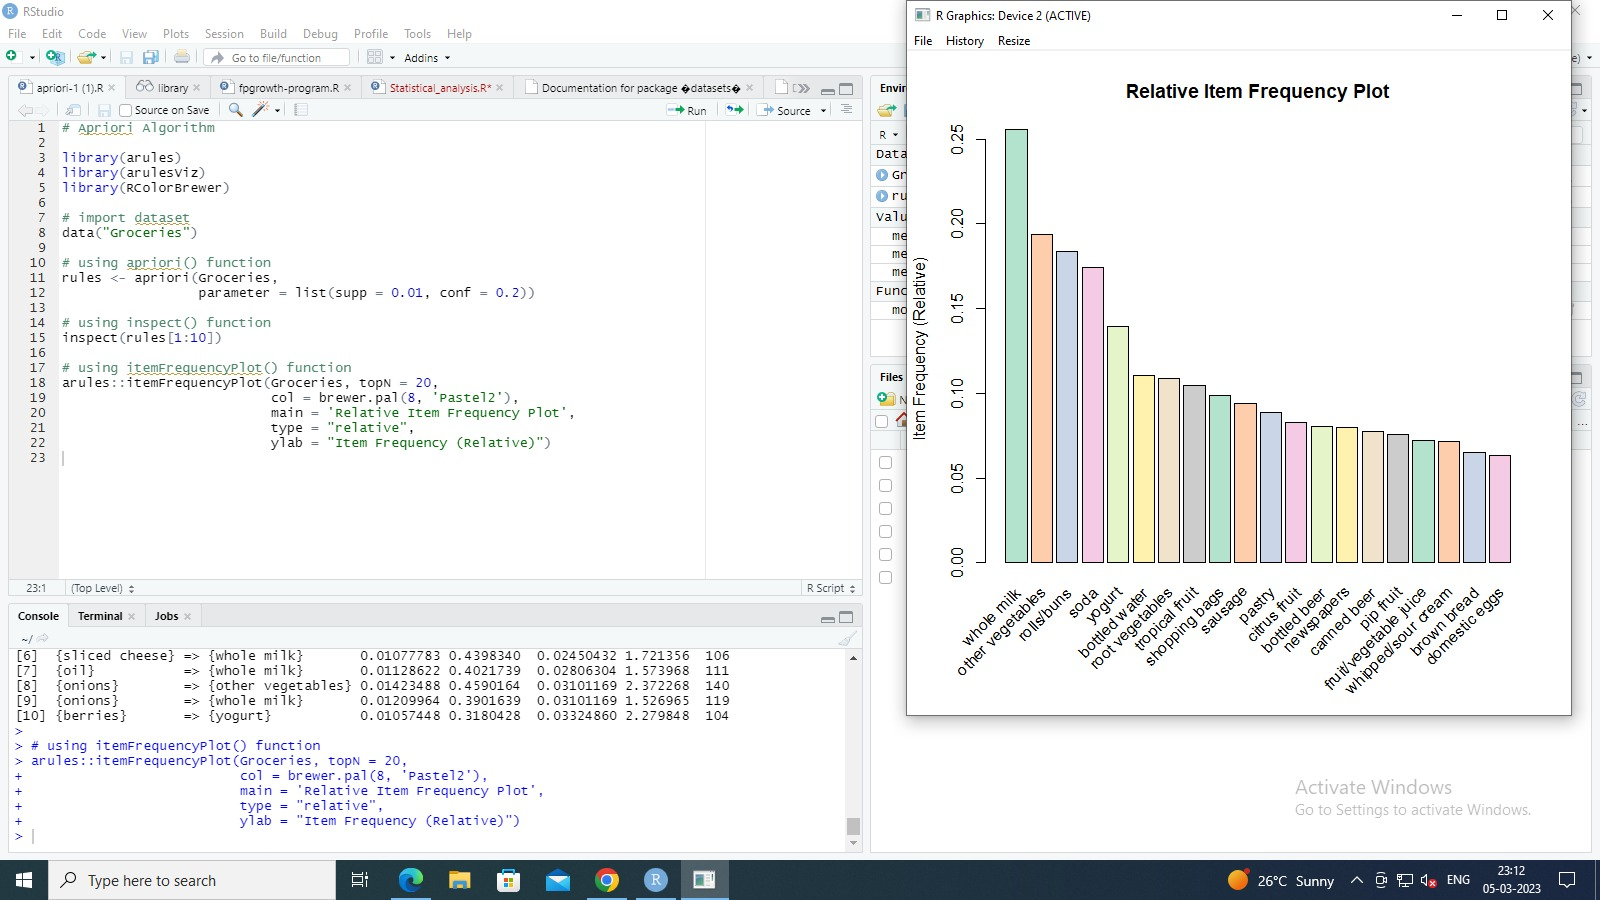 RStudio
File Edit Code View Plots Session Build Debug Profile Tools Help
Go to file/function Addins
apriori-1 (1).R library fpgrowth-program.R Statistical_analysis.R* Documentation for package �datasets�
Source on Save Run Source
1 # Apriori Algorithm
2
3 library(arules)
4 library(arulesViz)
5 library(RColorBrewer)
6
7 # import dataset
8 data("Groceries")
9
10 # using apriori() function
11 rules <- apriori(Groceries,
12 parameter = list(supp = 0.01, conf = 0.2))
13
14 # using inspect() function
15 inspect(rules[1:10])
16
17 # using itemFrequencyPlot() function
18 arules::itemFrequencyPlot(Groceries, topN = 20,
19 col = brewer.pal(8, 'Pastel2'),
20 main = 'Relative Item Frequency Plot',
21 type = "relative",
22 ylab = "Item Frequency (Relative)")
23
23:1 (Top Level) R Script
Console Terminal Jobs
~/
[6] {sliced cheese} => {whole milk} 0.01077783 0.4398340 0.02450432 1.721356 106
[7] {oil} => {whole milk} 0.01128622 0.4021739 0.02806304 1.573968 111
[8] {onions} => {other vegetables} 0.01423488 0.4590164 0.03101169 2.372268 140
[9] {onions} => {whole milk} 0.01209964 0.3901639 0.03101169 1.526965 119
[10] {berries} => {yogurt} 0.01057448 0.3180428 0.03324860 2.279848 104
>
> # using itemFrequencyPlot() function
> arules::itemFrequencyPlot(Groceries, topN = 20,
+ col = brewer.pal(8, 'Pastel2'),
+ main = 'Relative Item Frequency Plot',
+ type = "relative",
+ ylab = "Item Frequency (Relative)")
>
Envir
R
Data
Gr
ru
Valu
me
me
me
Func
mo
Files
N
R Graphics: Device 2 (ACTIVE)
File History Resize
Relative Item Frequency Plot
Item Frequency (Relative)
0.25
0.20
0.15
0.10
0.05
0.00
whole milk
other vegetables
rolls/buns
soda
yogurt
bottled water
root vegetables
tropical fruit
shopping bags
sausage
pastry
citrus fruit
bottled beer
newspapers
canned beer
pip fruit
fruit/vegetable juice
whipped/sour cream
brown bread
domestic eggs
Activate Windows
Go to Settings to activate Windows.
Type here to search
26°C Sunny ENG
23:12
05-03-2023